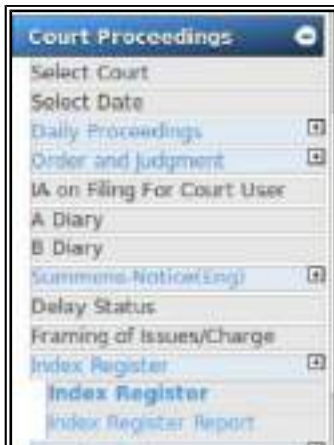 Court Proceedings
Select Court
Select Date
Daily Proceedings
Order and Judgment
IA on Filing For Court User
A Diary
B Diary
Summons-Notice(Eng)
Delay Status
Framing of Issues/Charge
Index Register
Index Register
Index Register Report